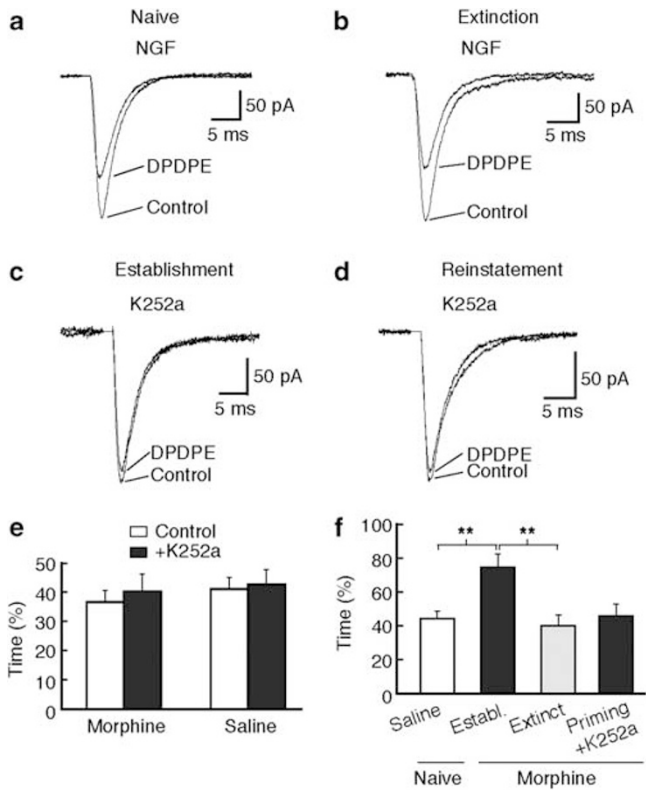 a
Naive
NGF
50 pA
5 ms
DPDPE
Control
b
Extinction
NGF
50 pA
5 ms
DPDPE
Control
c
Establishment
K252a
50 pA
5 ms
DPDPE
Control
d
Reinstatement
K252a
50 pA
5 ms
DPDPE
Control
e
Control
+K252a
Time (%)
50
40
30
20
10
0
Morphine
Saline
f
**
**
Time (%)
100
80
60
40
20
0
Saline
Establ.
Extinct
Priming
+K252a
Naive
Morphine